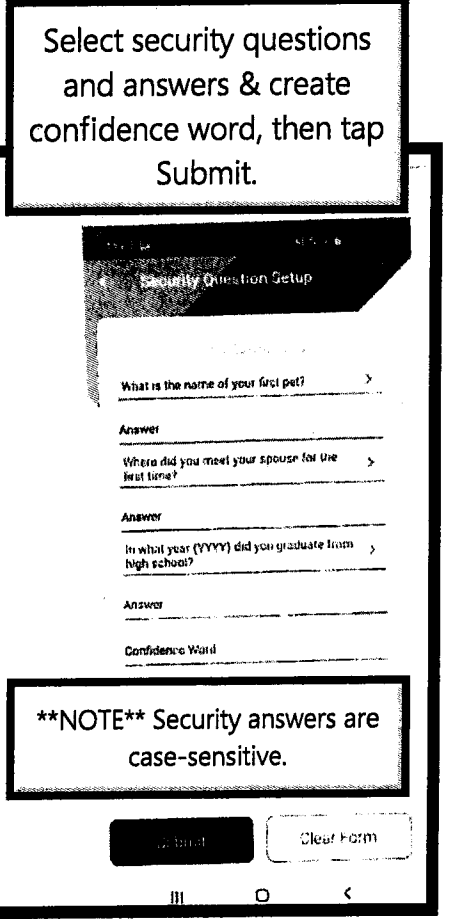 Select security questions
and answers & create
confidence word, then tap
Submit.
Security Question Setup
What is the name of your first pet?
Answer
Where did you meet your spouse for the
first time?
Answer
In what year (YYYY) did you graduate from
high school?
Answer
Confidence Word
**NOTE** Security answers are
case-sensitive.
Submit
Clear Form